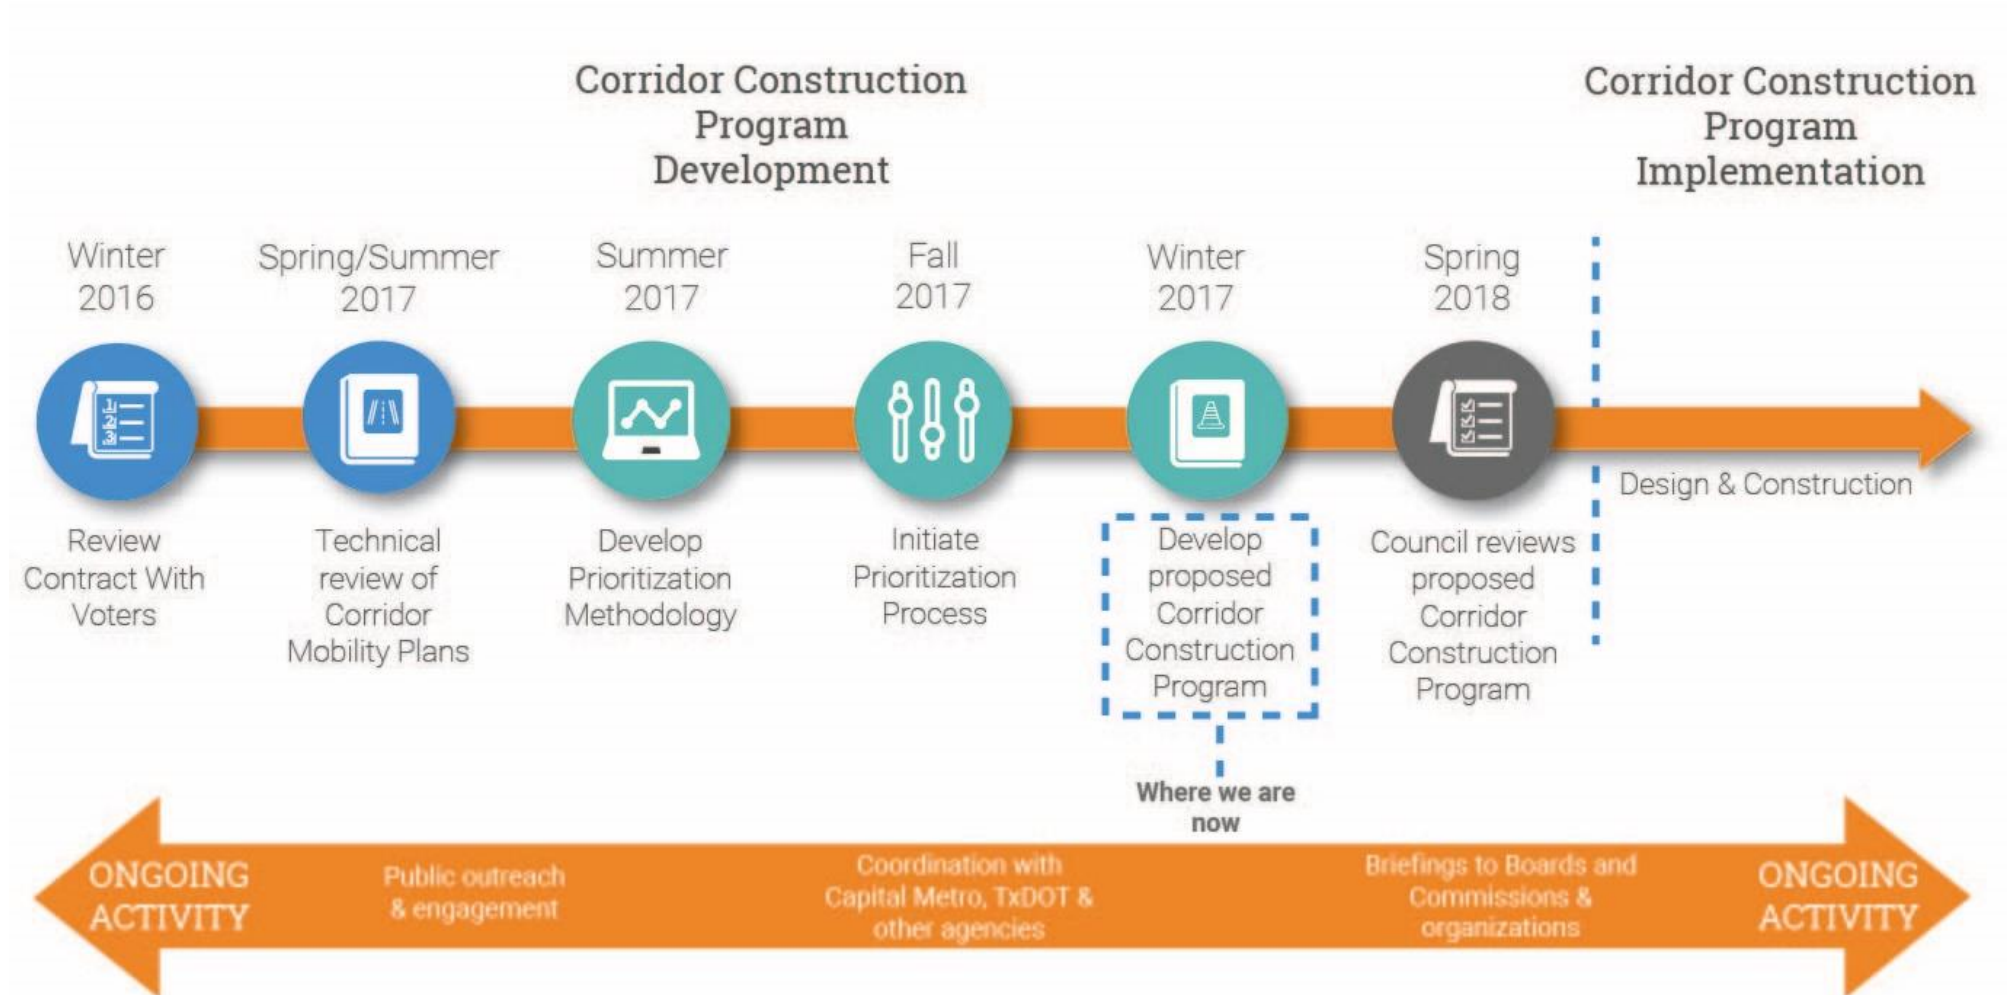 Corridor Construction
Program
Development
Corridor Construction
Program
Implementation
Winter
2016
Spring/Summer
2017
Summer
2017
Fall
2017
Winter
2017
Spring
2018
1
2
3
Design & Construction
Review
Contract With
Voters
Technical
review of
Corridor
Mobility Plans
Develop
Prioritization
Methodology
Initiate
Prioritization
Process
Develop
proposed
Corridor
Construction
Program
Council reviews
proposed
Corridor
Construction
Program
Where we are
now
ONGOING
ACTIVITY
Public outreach
& engagement
Coordination with
Capital Metro, TxDOT &
other agencies
Briefings to Boards and
Commissions &
organizations
ONGOING
ACTIVITY